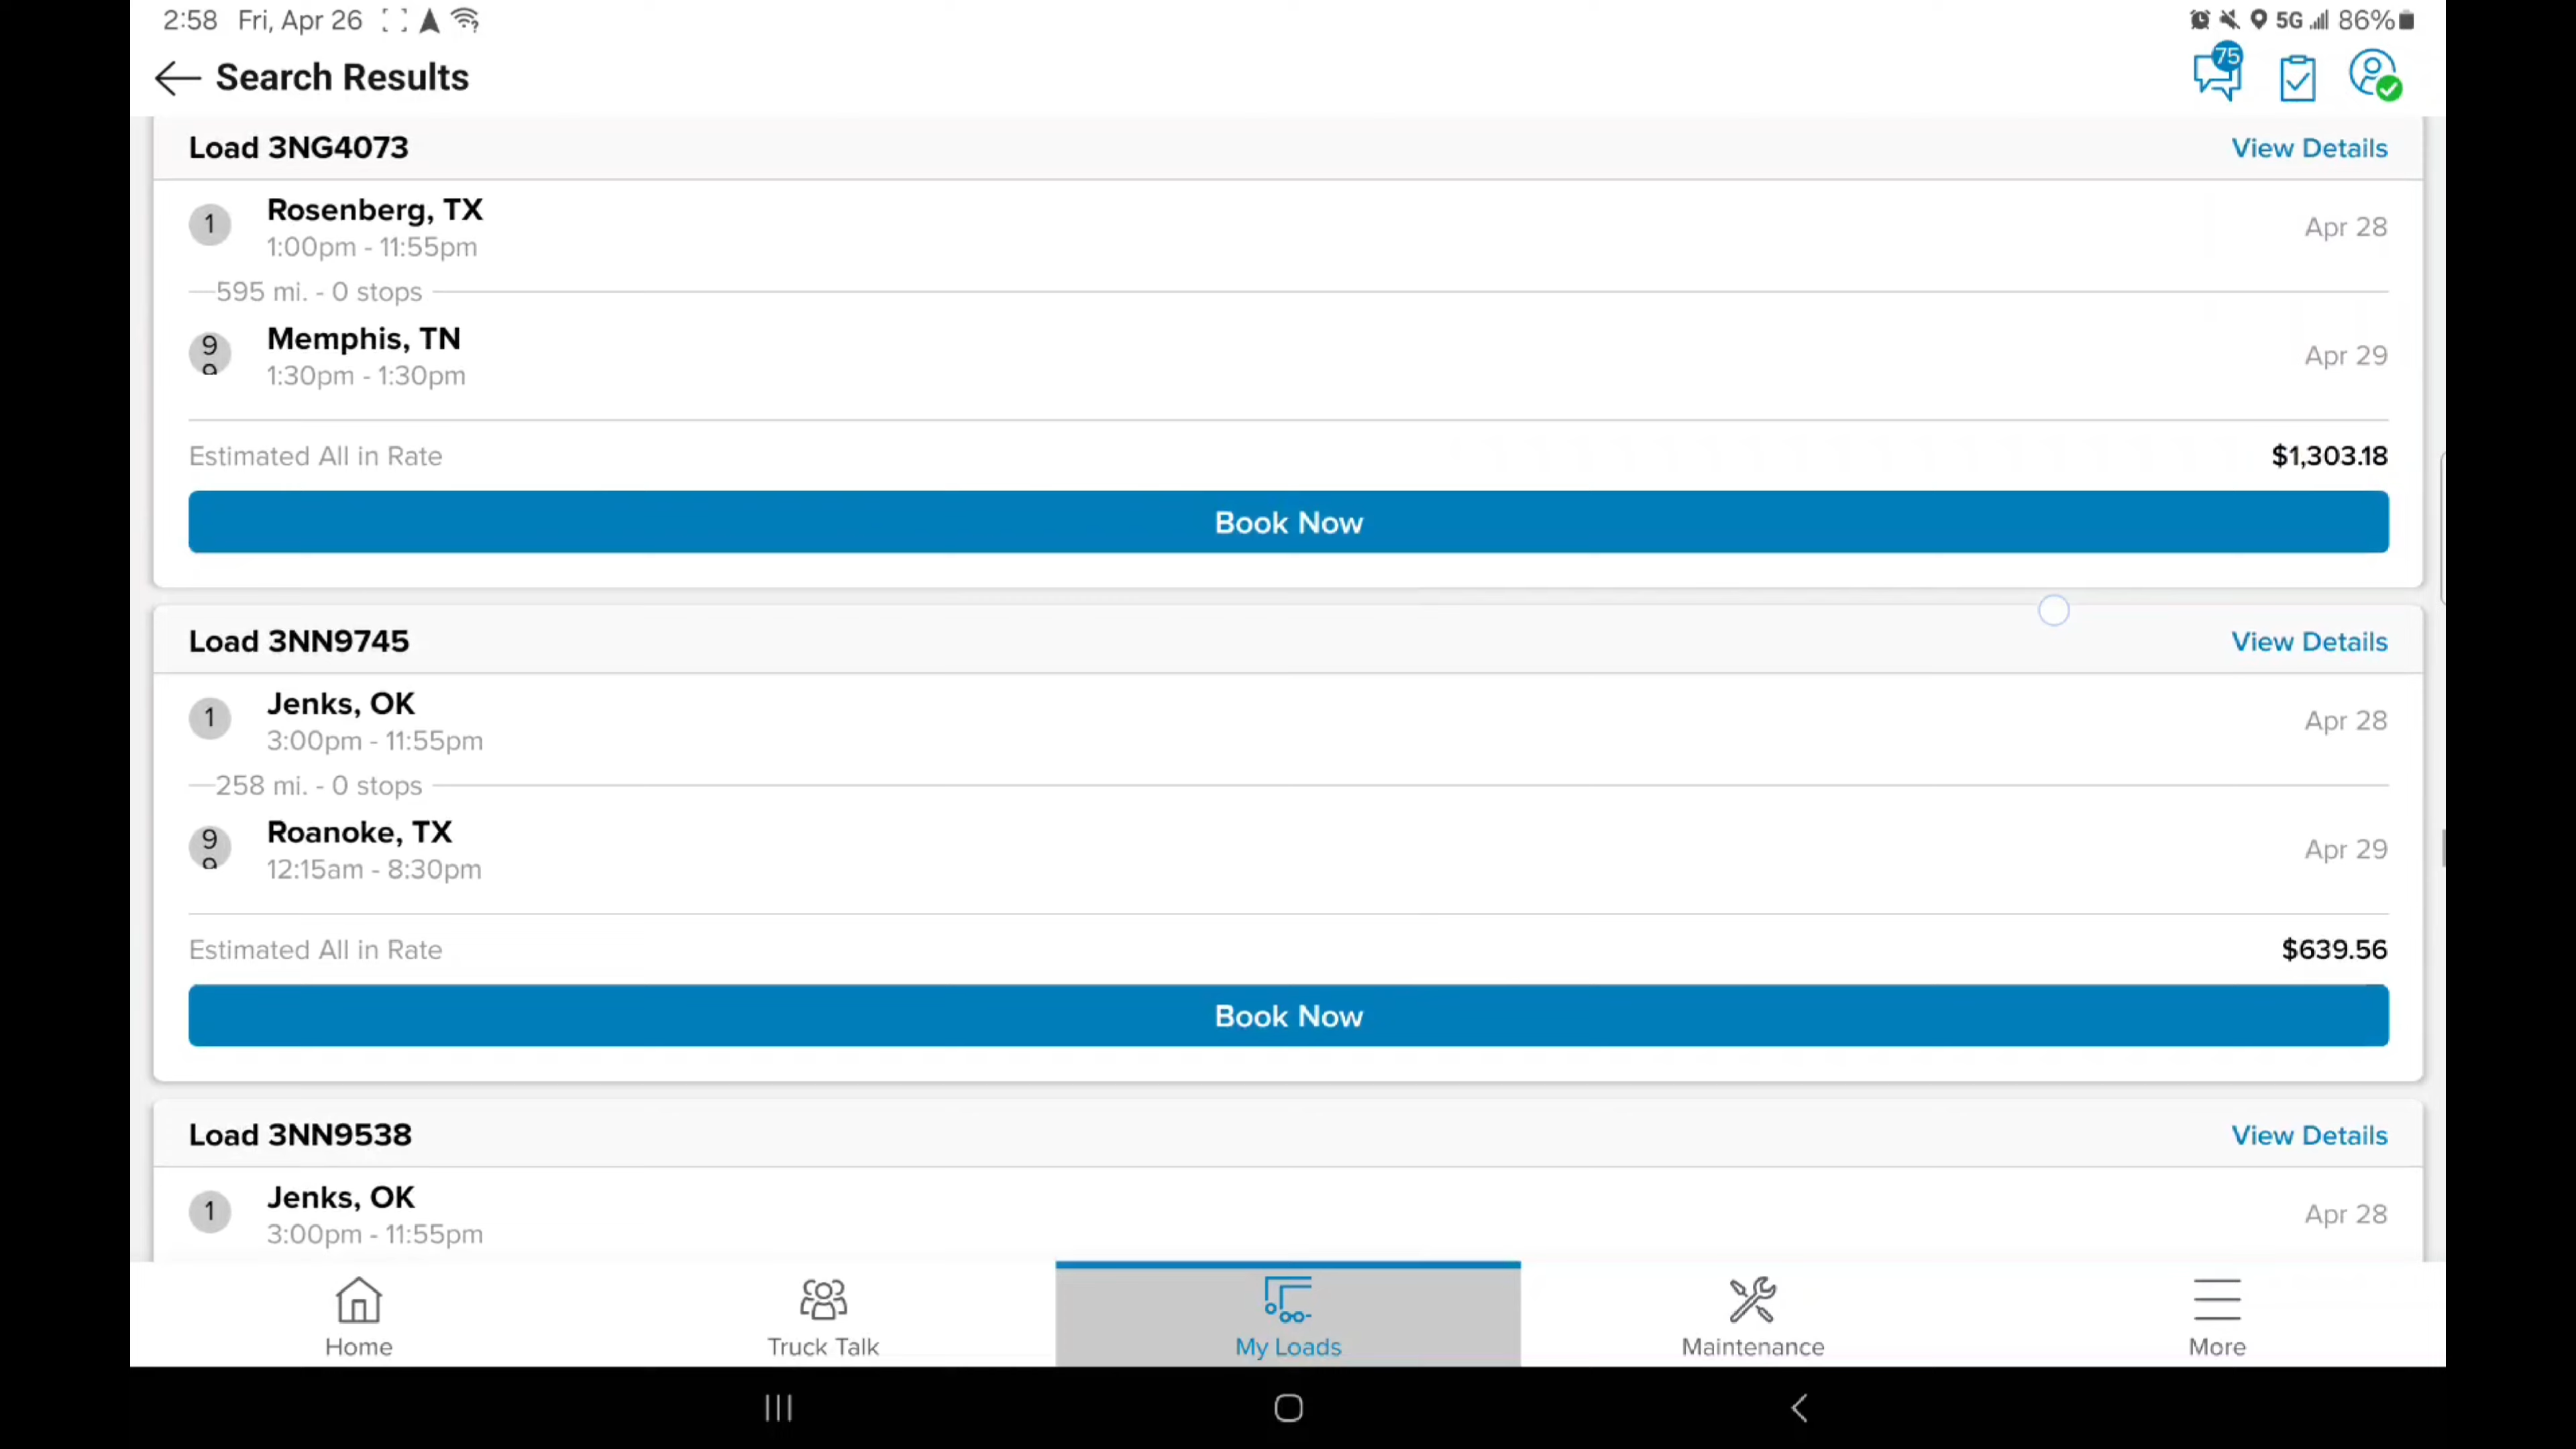 2:58 Fri, Apr 26
5G 86%
75
Search Results
Load 3NG4073 View Details
1 Rosenberg, TX
1:00pm - 11:55pm
Apr 28
595 mi. - 0 stops
9
9
Memphis, TN
1:30pm - 1:30pm
Apr 29
Estimated All in Rate $1,303.18
Book Now
Load 3NN9745 View Details
1 Jenks, OK
3:00pm - 11:55pm
Apr 28
258 mi. - 0 stops
9
9
Roanoke, TX
12:15am - 8:30pm
Apr 29
Estimated All in Rate $639.56
Book Now
Load 3NN9538 View Details
1 Jenks, OK
3:00pm - 11:55pm
Apr 28
Home Truck Talk My Loads Maintenance More